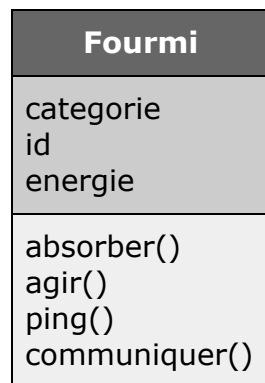 Fourmi
categorie
id
energie
absorber()
agir()
ping()
communiquer()